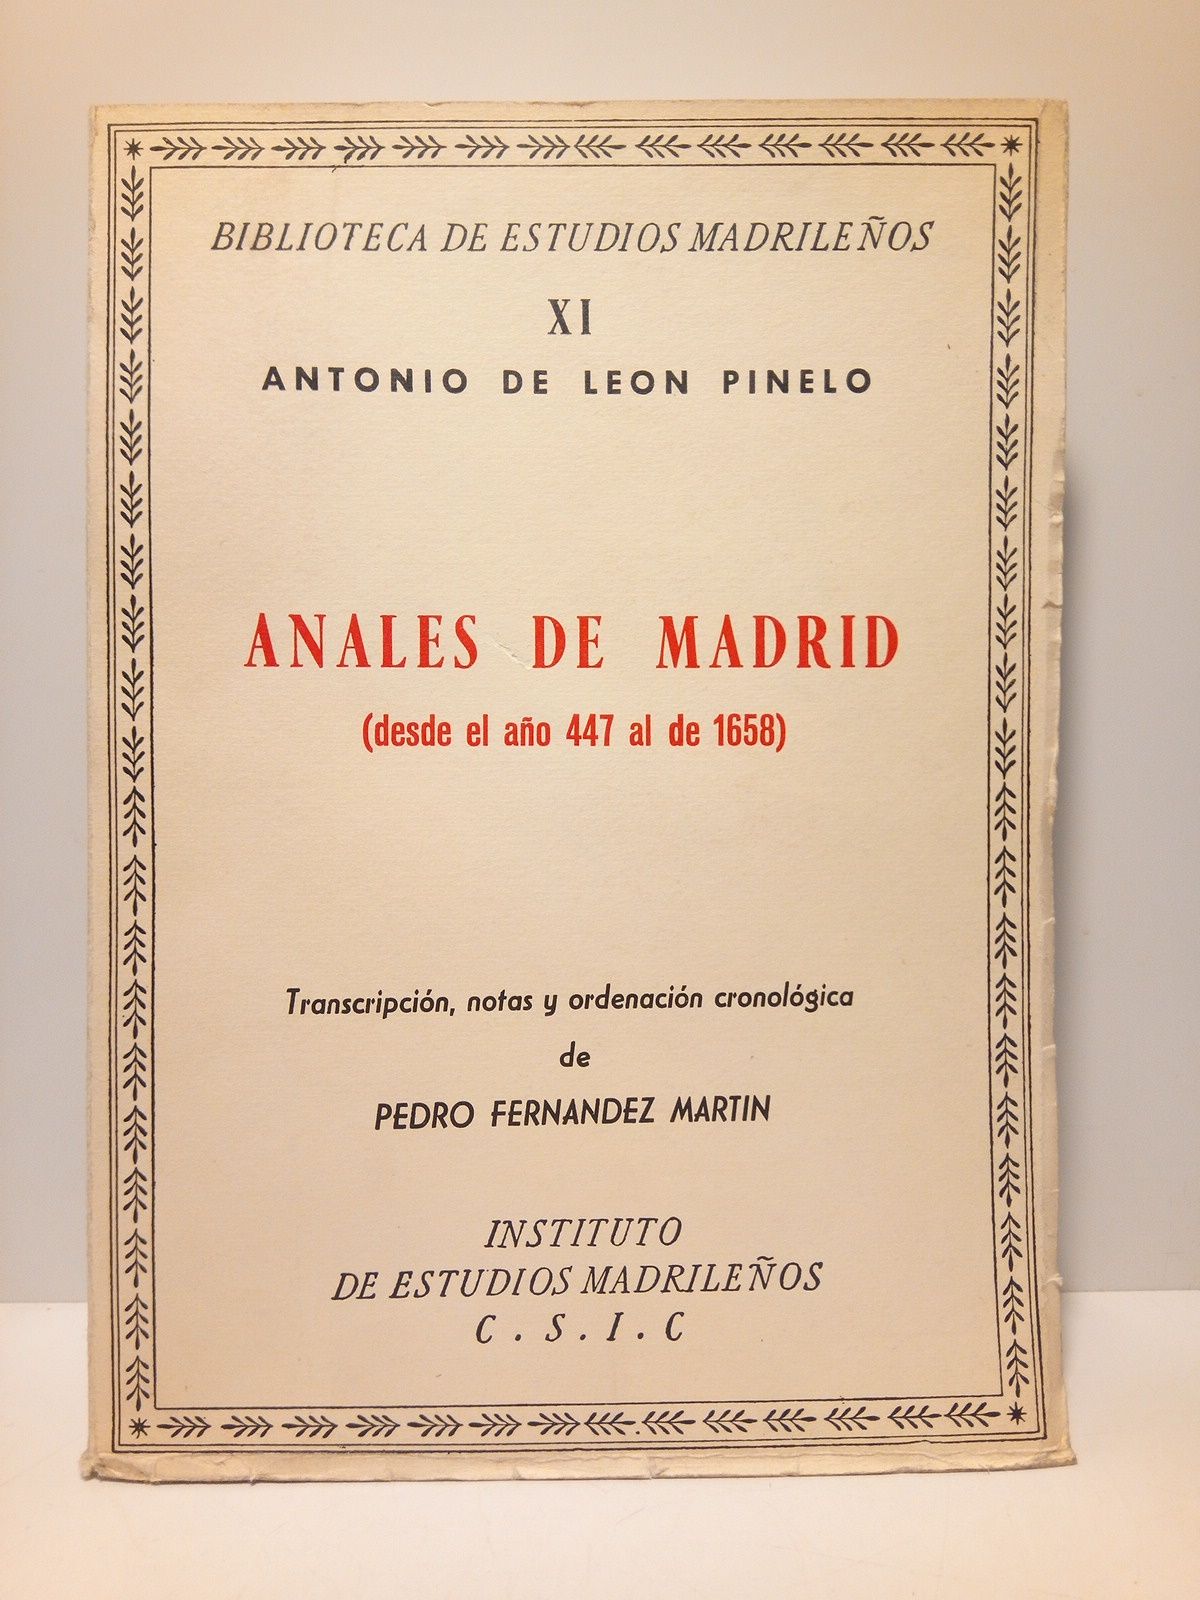 BIBLIOTECA DE ESTUDIOS MADRILEÑOS
XI
ANTONIO DE LEON PINELO
ANALES DE MADRID
(desde el año 447 al de 1658)
Transcripción, notas y ordenación cronológica
de
PEDRO FERNANDEZ MARTIN
INSTITUTO
DE ESTUDIOS MADRILEÑOS
C . S . I . C